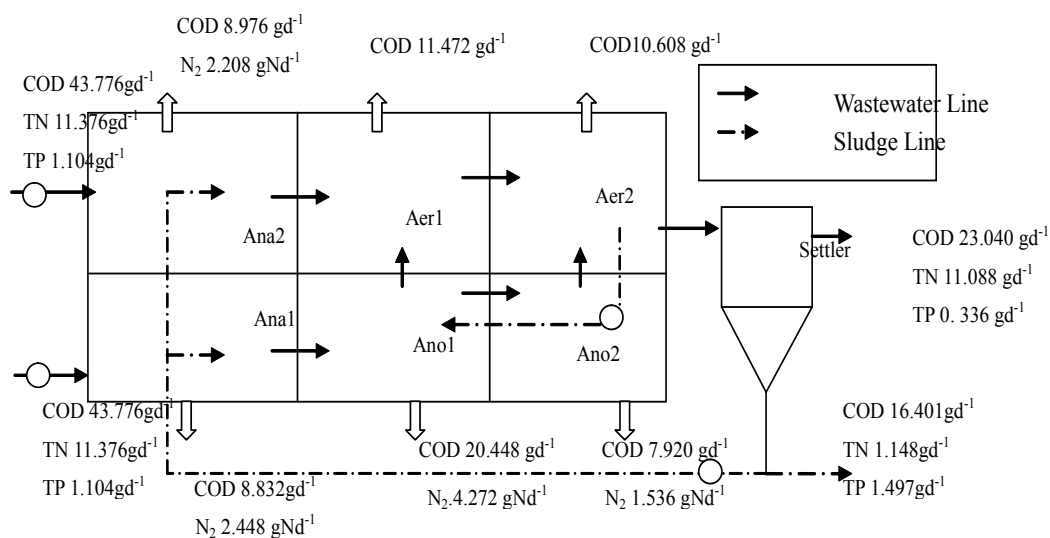 COD 8.976 gd⁻¹
N₂ 2.208 gNd⁻¹
COD 11.472 gd⁻¹
COD10.608 gd⁻¹
COD 43.776gd⁻¹
TN 11.376gd⁻¹
TP 1.104gd⁻¹
Wastewater Line
Sludge Line
Ana2
Aer1
Aer2
Settler
COD 23.040 gd⁻¹
TN 11.088 gd⁻¹
TP 0. 336 gd⁻¹
Ana1
Ano1
Ano2
COD 43.776gd⁻¹
TN 11.376gd⁻¹
TP 1.104gd⁻¹
COD 8.832gd⁻¹
N₂ 2.448 gNd⁻¹
COD 20.448 gd⁻¹
N₂.4.272 gNd⁻¹
COD 7.920 gd⁻¹
N₂ 1.536 gNd⁻¹
COD 16.401gd⁻¹
TN 1.148gd⁻¹
TP 1.497gd⁻¹